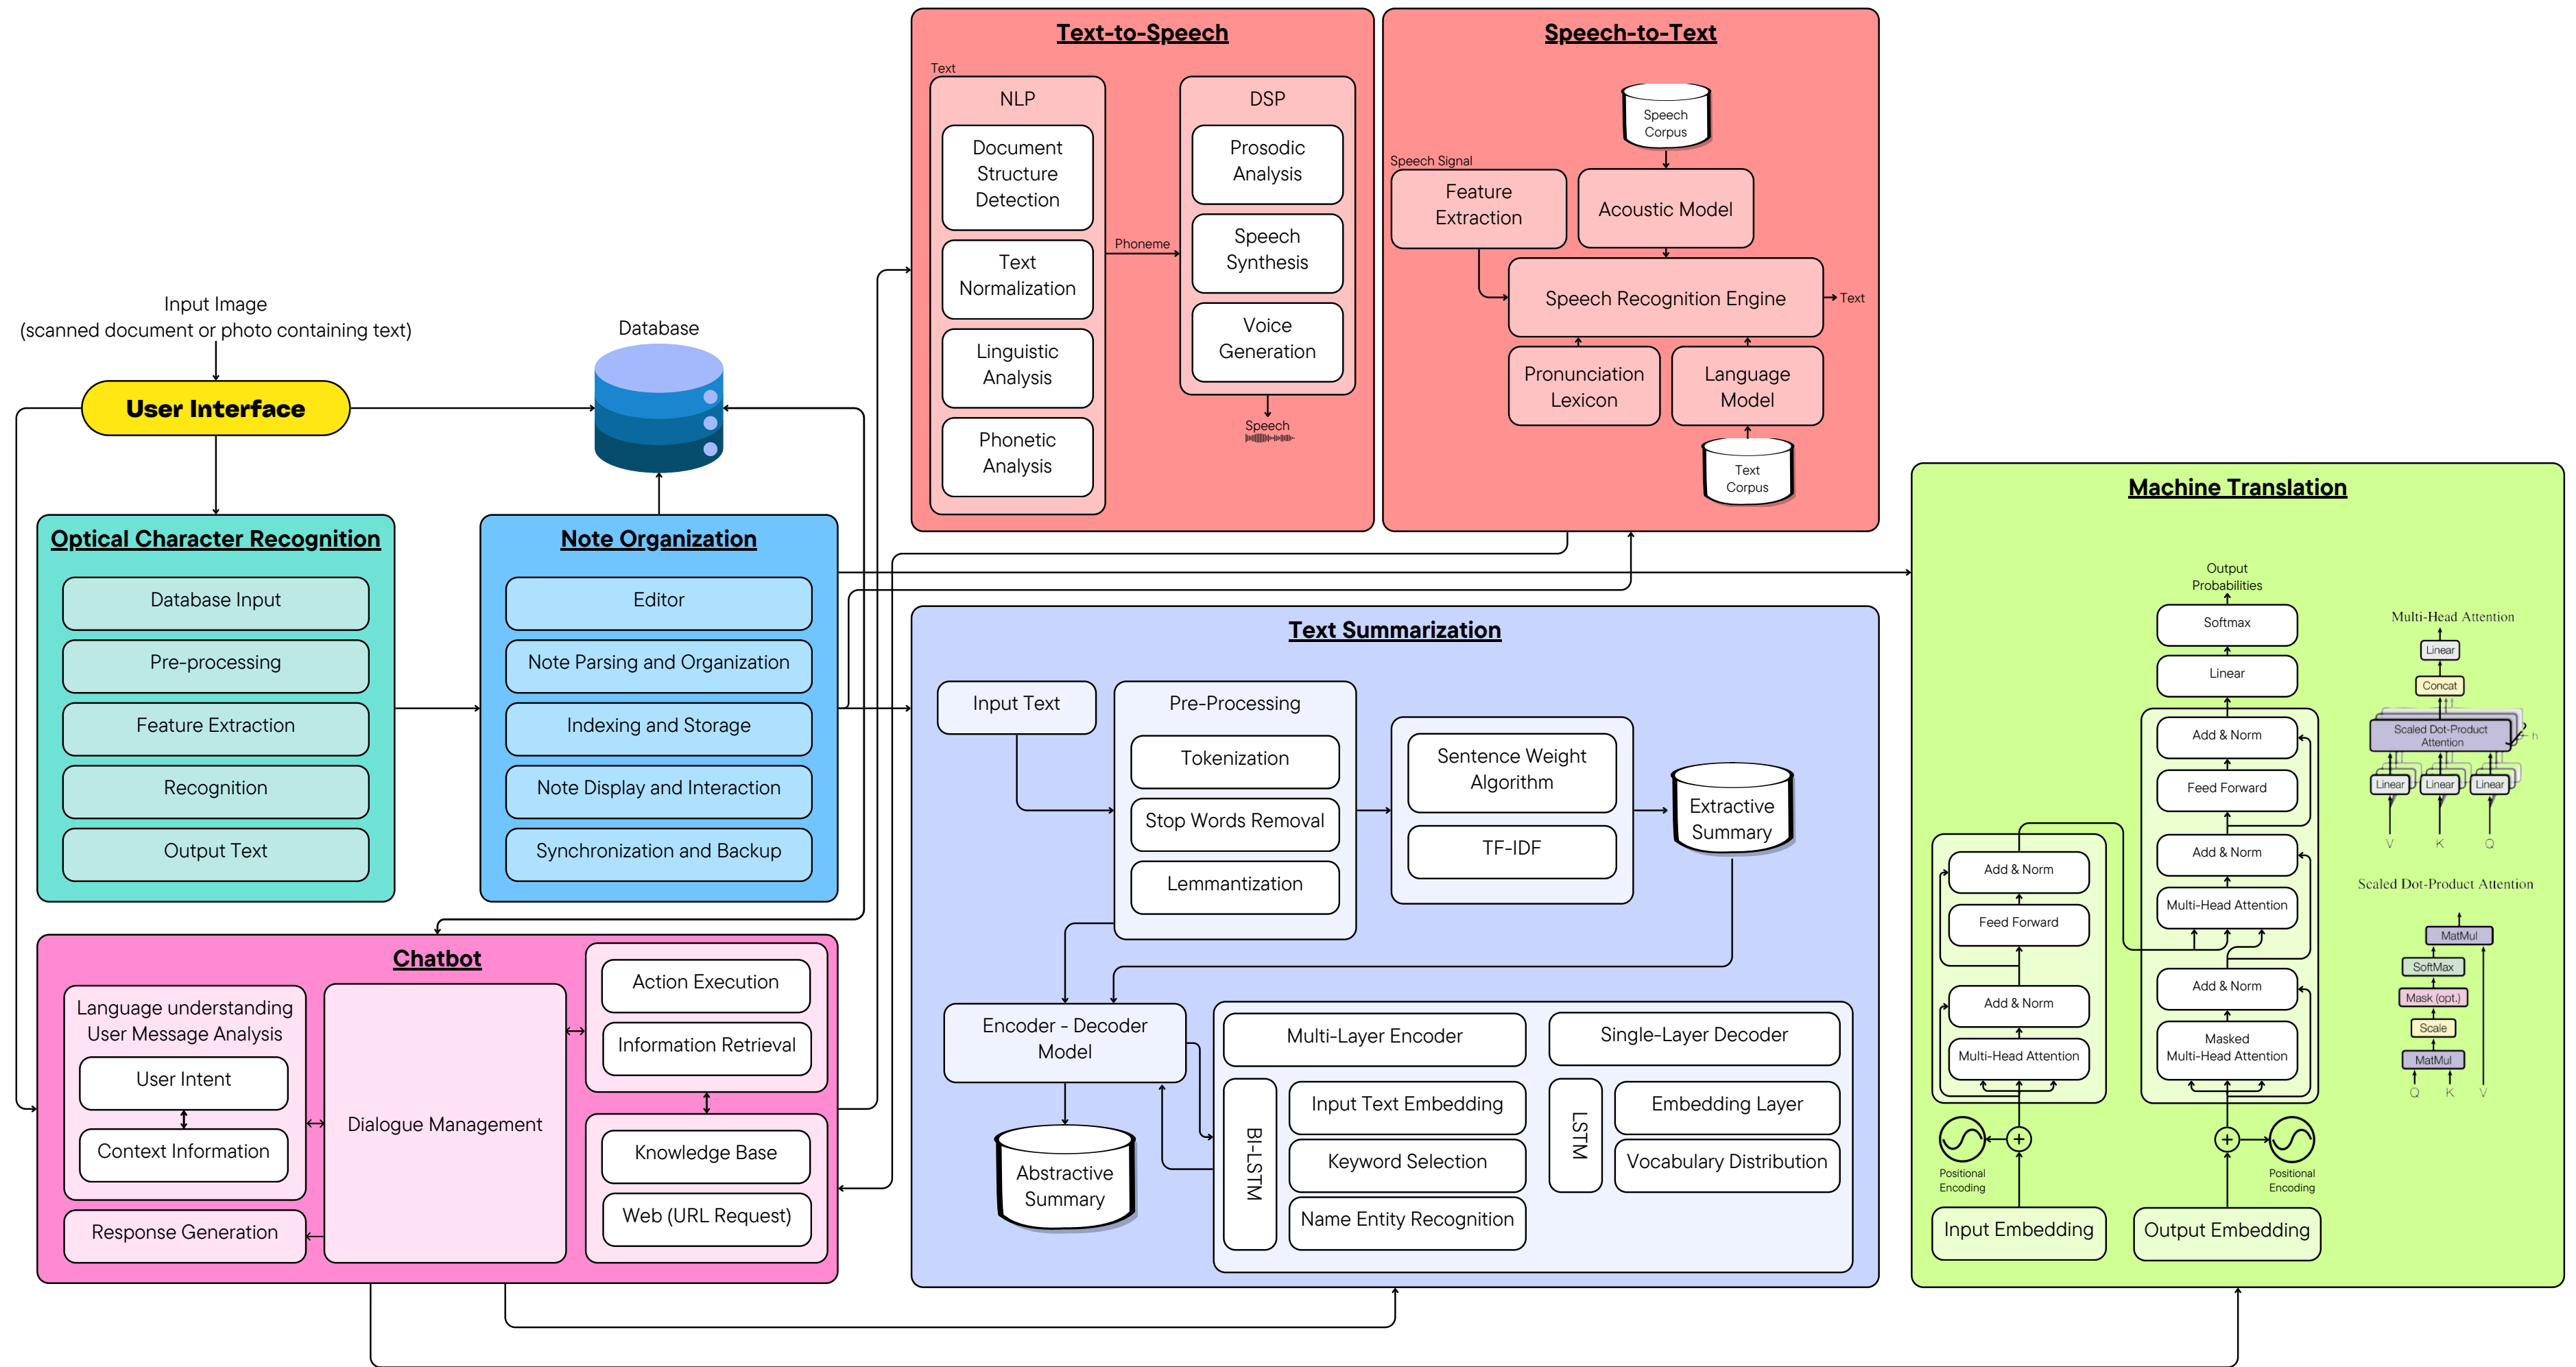 Input Image
(scanned document or photo containing text)
User Interface
Database
Optical Character Recognition
Database Input
Pre-processing
Feature Extraction
Recognition
Output Text
Note Organization
Editor
Note Parsing and Organization
Indexing and Storage
Note Display and Interaction
Synchronization and Backup
Chatbot
Language understanding
User Message Analysis
User Intent
Context Information
Response Generation
Dialogue Management
Action Execution
Information Retrieval
Knowledge Base
Web (URL Request)
Text-to-Speech
Text
NLP
Document
Structure
Detection
Text
Normalization
Linguistic
Analysis
Phonetic
Analysis
Phoneme
DSP
Prosodic
Analysis
Speech
Synthesis
Voice
Generation
Speech
Speech-to-Text
Speech
Corpus
Speech Signal
Feature
Extraction
Acoustic Model
Speech Recognition Engine
Text
Pronunciation
Lexicon
Language
Model
Text
Corpus
Text Summarization
Input Text
Pre-Processing
Tokenization
Stop Words Removal
Lemmantization
Sentence Weight
Algorithm
TF-IDF
Extractive
Summary
Encoder - Decoder
Model
Abstractive
Summary
Multi-Layer Encoder
BI-LSTM
Input Text Embedding
Keyword Selection
Name Entity Recognition
Single-Layer Decoder
LSTM
Embedding Layer
Vocabulary Distribution
Machine Translation
Output
Probabilities
Softmax
Linear
Add & Norm
Feed Forward
Add & Norm
Multi-Head Attention
Add & Norm
Masked
Multi-Head Attention
Positional
Encoding
Output Embedding
Add & Norm
Feed Forward
Add & Norm
Multi-Head Attention
Positional
Encoding
Input Embedding
Multi-Head Attention
Linear
Concat
Scaled Dot-Product
Attention
h
Linear
Linear
Linear
V
K
Q
Scaled Dot-Product Attention
MatMul
SoftMax
Mask (opt.)
Scale
MatMul
Q
K
V